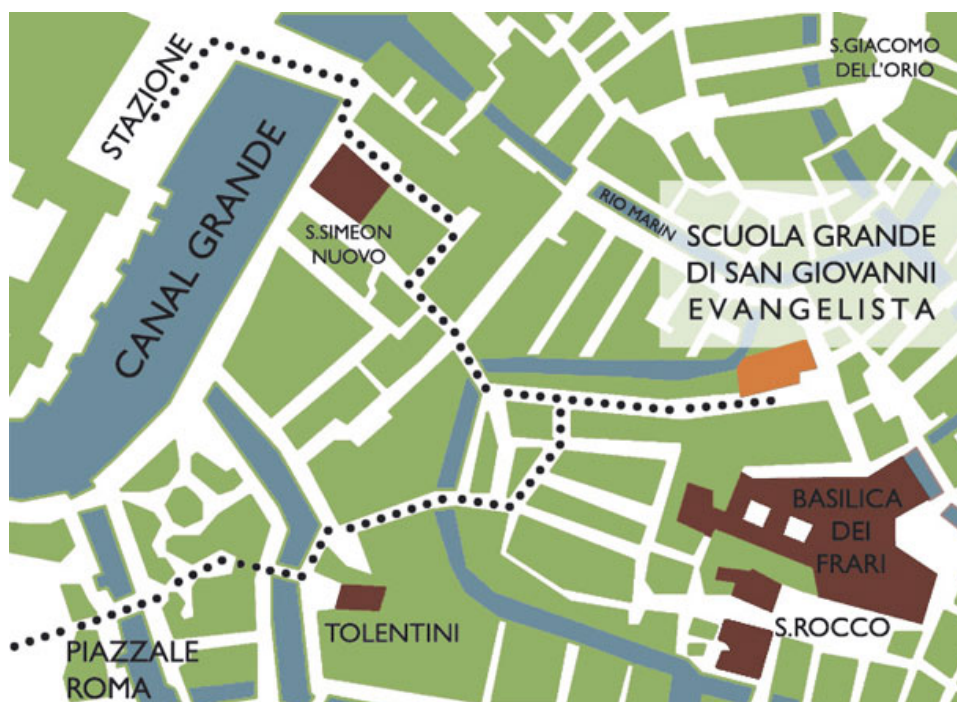 S.GIACOMO
DELL'ORIO
STAZIONE
CANAL GRANDE
S.SIMEON
NUOVO
RIO MARIN
SCUOLA GRANDE
DI SAN GIOVANNI
EVANGELISTA
BASILICA
DEI
FRARI
S.ROCCO
TOLENTINI
PIAZZALE
ROMA